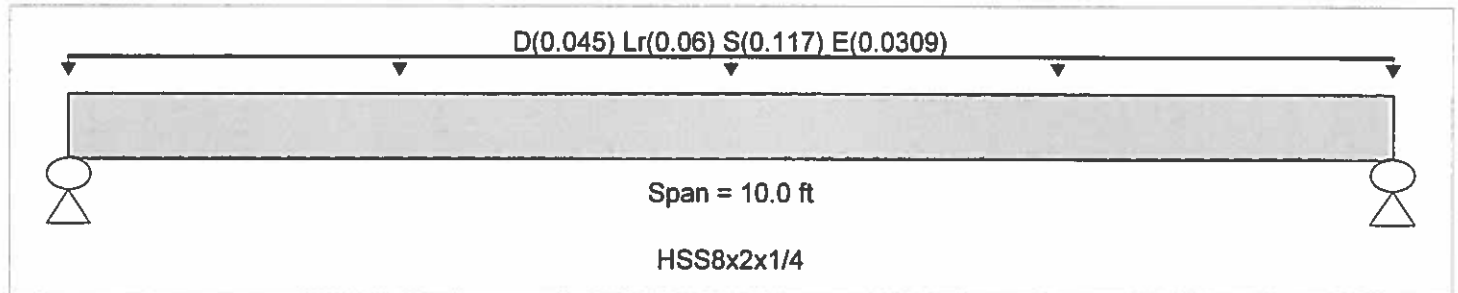 D(0.045) Lr(0.06) S(0.117) E(0.0309)
Span = 10.0 ft
HSS8x2x1/4